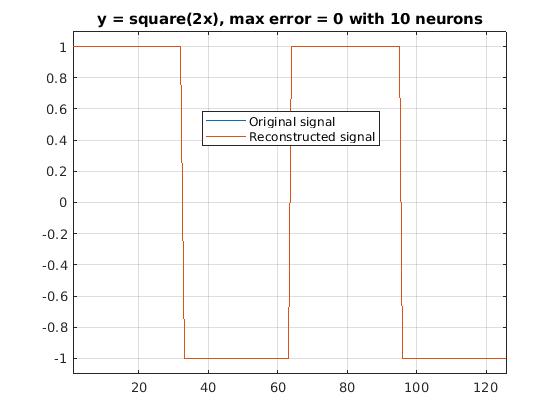 y = square(2x), max error = 0 with 10 neurons
1
0.8
0.6
Original signal
Reconstructed signal
0.4
0.2
0
-0.2
-0.4
-0.6
-0.8
-1
20 40 60 80 100 120